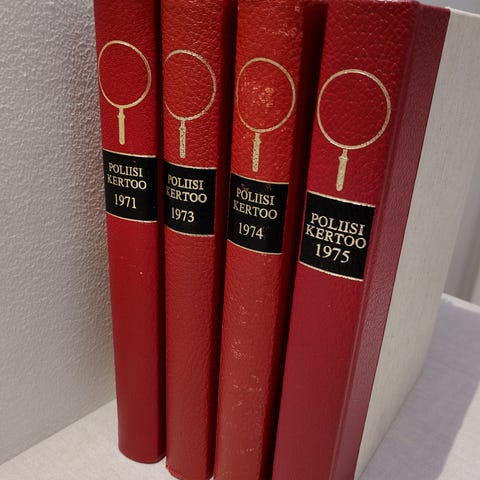 POLIISI
KERTOO
1971
POLIISI
KERTOO
1973
POLIISI
KERTOO
1974
POLIISI
KERTOO
1975